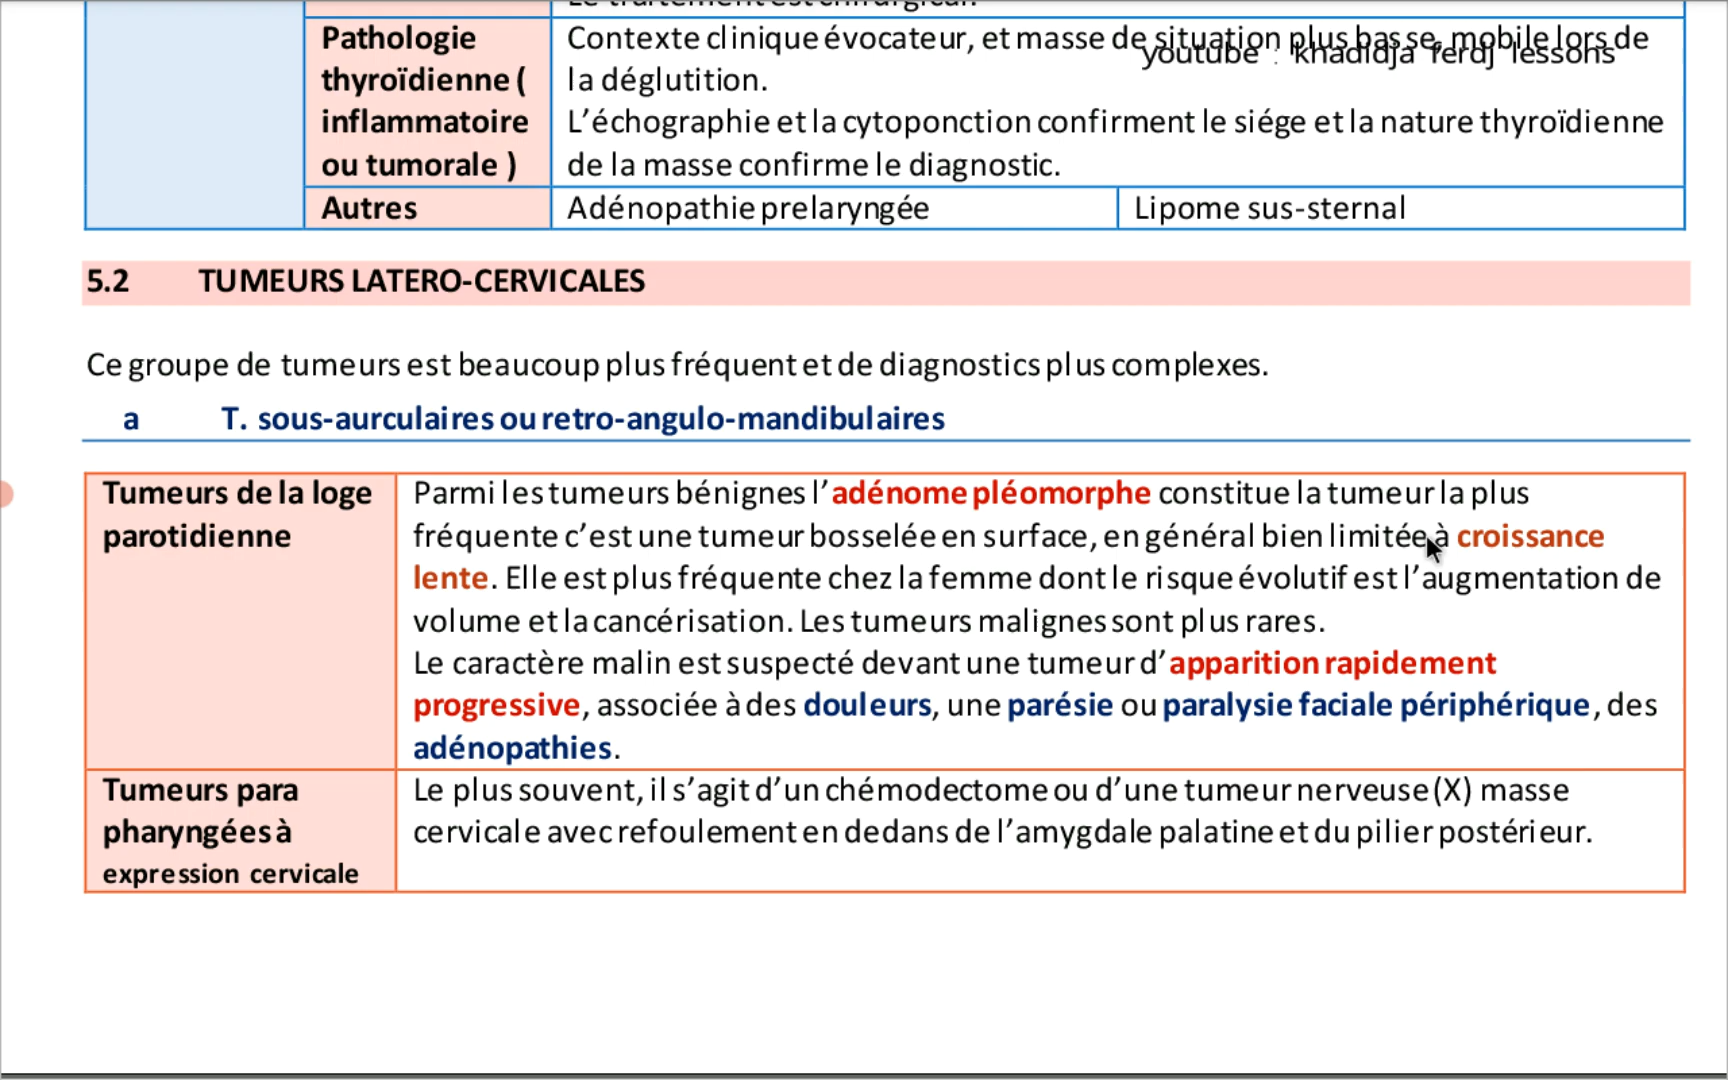 Le traitement est chirurgical.
Pathologie
thyroïdienne (
inflammatoire
ou tumorale )
Contexte clinique évocateur, et masse de situation plus basse, mobile lors de
la déglutition.
L’échographie et la cytoponction confirment le siége et la nature thyroïdienne
de la masse confirme le diagnostic.
youtube : khadidja ferdj lessons
Autres
Adénopathie prelaryngée
Lipome sus-sternal
5.2 TUMEURS LATERO-CERVICALES
Ce groupe de tumeurs est beaucoup plus fréquent et de diagnostics plus complexes.
a T. sous-aurculaires ou retro-angulo-mandibulaires
Tumeurs de la loge
parotidienne
Parmi les tumeurs bénignes l’adénome pléomorphe constitue la tumeur la plus
fréquente c’est une tumeur bosselée en surface, en général bien limitée à croissance
lente. Elle est plus fréquente chez la femme dont le risque évolutif est l’augmentation de
volume et la cancérisation. Les tumeurs malignes sont plus rares.
Le caractère malin est suspecté devant une tumeur d’apparition rapidement
progressive, associée à des douleurs, une parésie ou paralysie faciale périphérique, des
adénopathies.
Tumeurs para
pharyngées à
expression cervicale
Le plus souvent, il s’agit d’un chémodectome ou d’une tumeur nerveuse (X) masse
cervicale avec refoulement en dedans de l’amygdale palatine et du pilier postérieur.